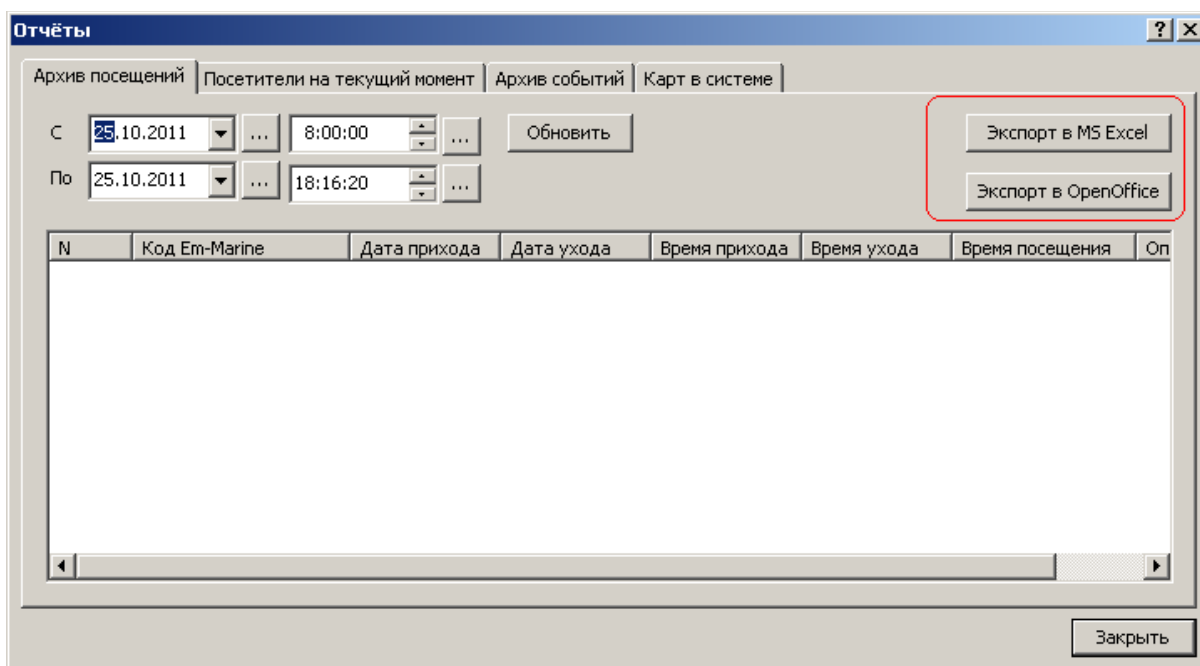 Отчёты
Архив посещений Посетители на текущий момент Архив событий Карт в системе
С 25.10.2011 ... 8:00:00 ... Обновить Экспорт в MS Excel
По 25.10.2011 ... 18:16:20 ... Экспорт в OpenOffice
N Код Em-Marine Дата прихода Дата ухода Время прихода Время ухода Время посещения Оп
Закрыть